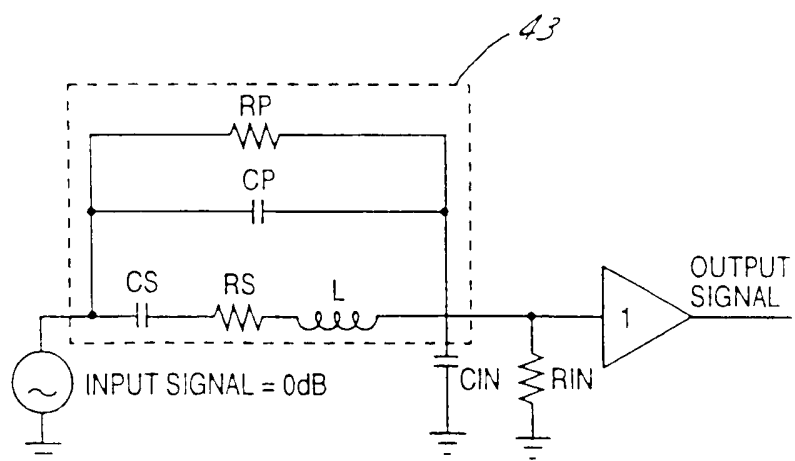 43
RP
CP
CS RS L
OUTPUT
SIGNAL
1
INPUT SIGNAL = 0dB
CIN RIN